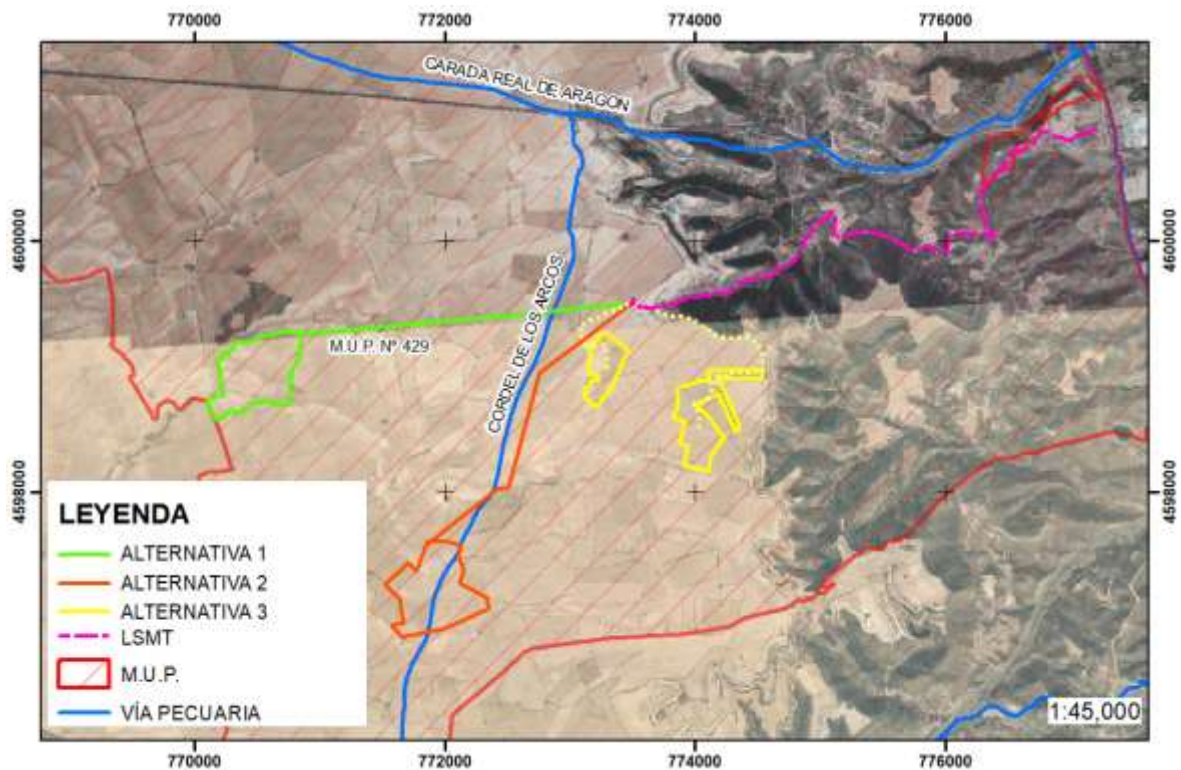 770000 772000 774000 776000
CARADA REAL DE ARAGON
4600000 4600000
CORDEL DE LOS ARCOS
M.U.P. Nº 429
4598000 4598000
LEYENDA
ALTERNATIVA 1
ALTERNATIVA 2
ALTERNATIVA 3
LSMT
M.U.P.
VÍA PECUARIA
1:45,000
770000 772000 774000 776000